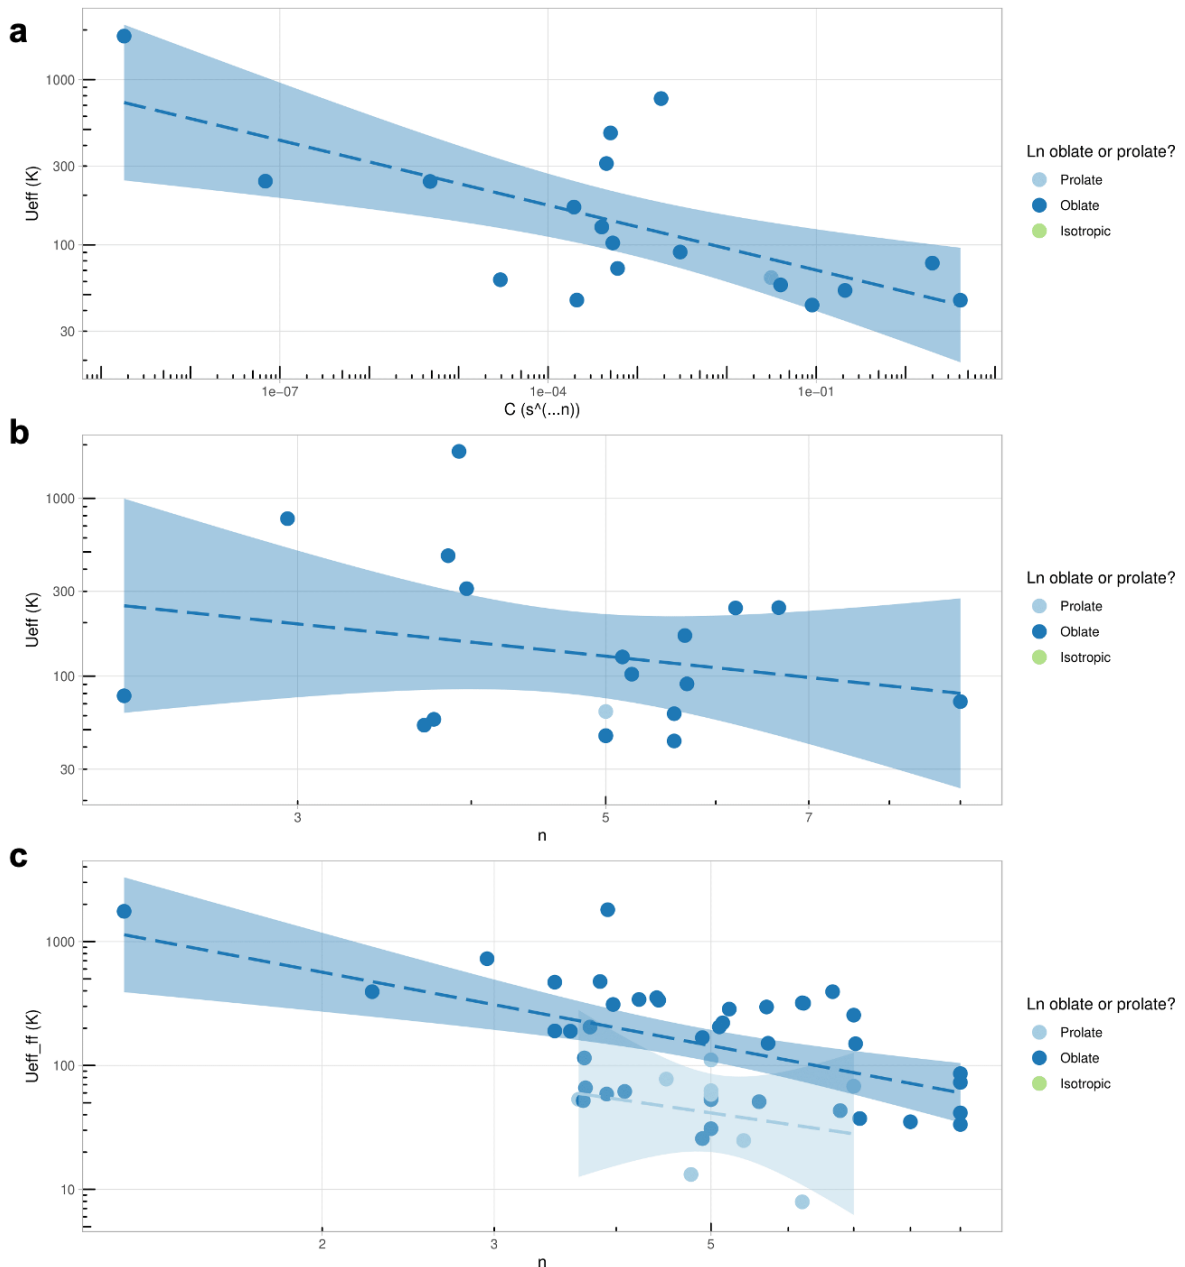 a
1000
300
100
30
Ueff (K)
1e-07
1e-04
1e-01
C (s^(...n))
Ln oblate or prolate?
Prolate
Oblate
Isotropic
b
1000
300
100
30
Ueff (K)
3
5
7
n
Ln oblate or prolate?
Prolate
Oblate
Isotropic
c
1000
100
10
Ueff_ff (K)
2
3
5
n
Ln oblate or prolate?
Prolate
Oblate
Isotropic